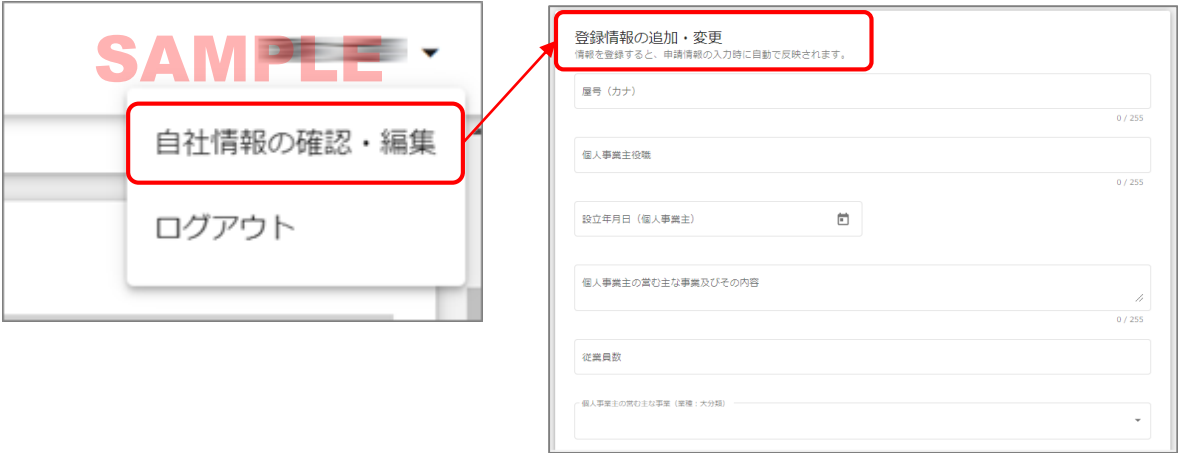 SAMPLE
自社情報の確認・編集
ログアウト
登録情報の追加・変更
情報を登録すると、申請情報の入力時に自動で反映されます。
屋号（カナ）
0 / 255
個人事業主役職
0 / 255
設立年月日（個人事業主）
個人事業主の営む主な事業及びその内容
0 / 255
従業員数
個人事業主の営む主な事業（業種：大分類）